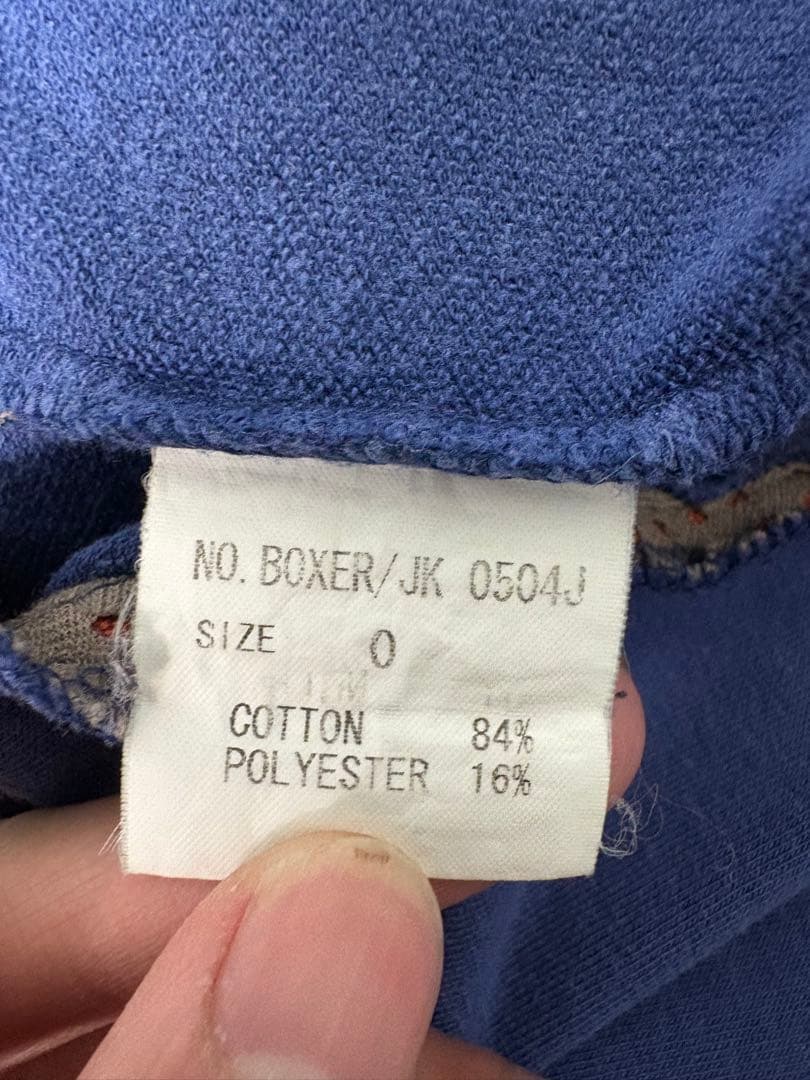 NO. BOXER/JK 0504J
SIZE 0
COTTON 84%
POLYESTER 16%